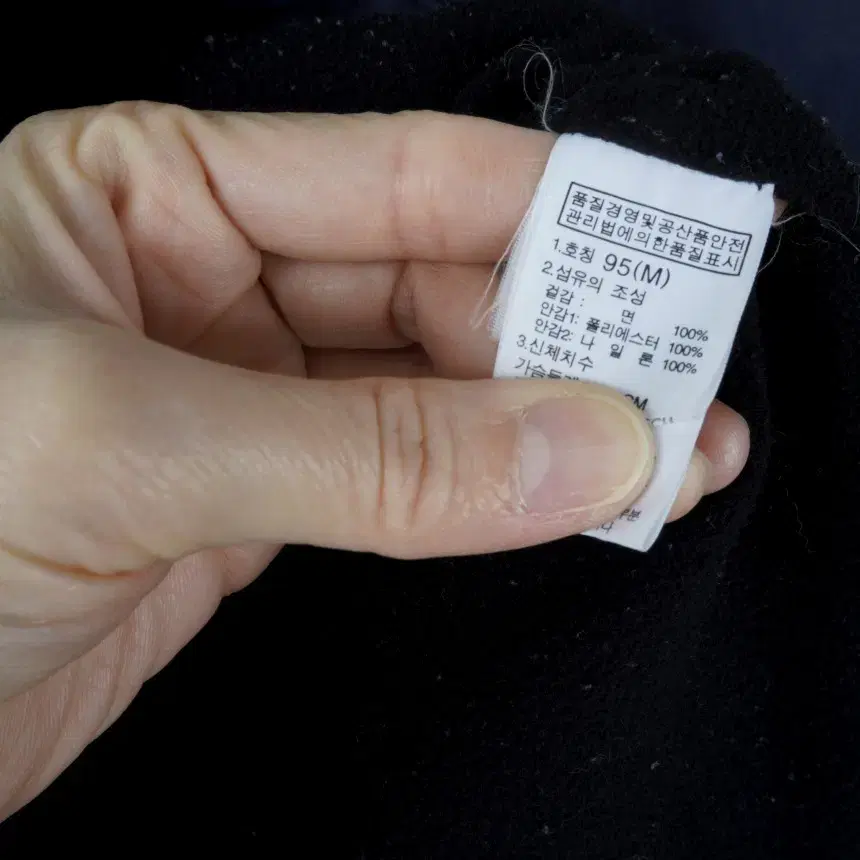 품질경영및공산품안전
관리법에의한품질표시
1.호칭 95(M)
2.섬유의 조성
겉감 : 면 100%
안감1: 폴리에스터 100%
안감2: 나 일 론 100%
3.신체치수
CM